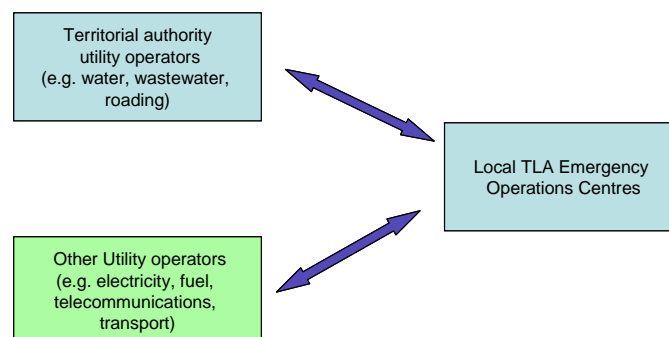 Territorial authority
utility operators
(e.g. water, wastewater,
roading)
Local TLA Emergency
Operations Centres
Other Utility operators
(e.g. electricity, fuel,
telecommunications,
transport)